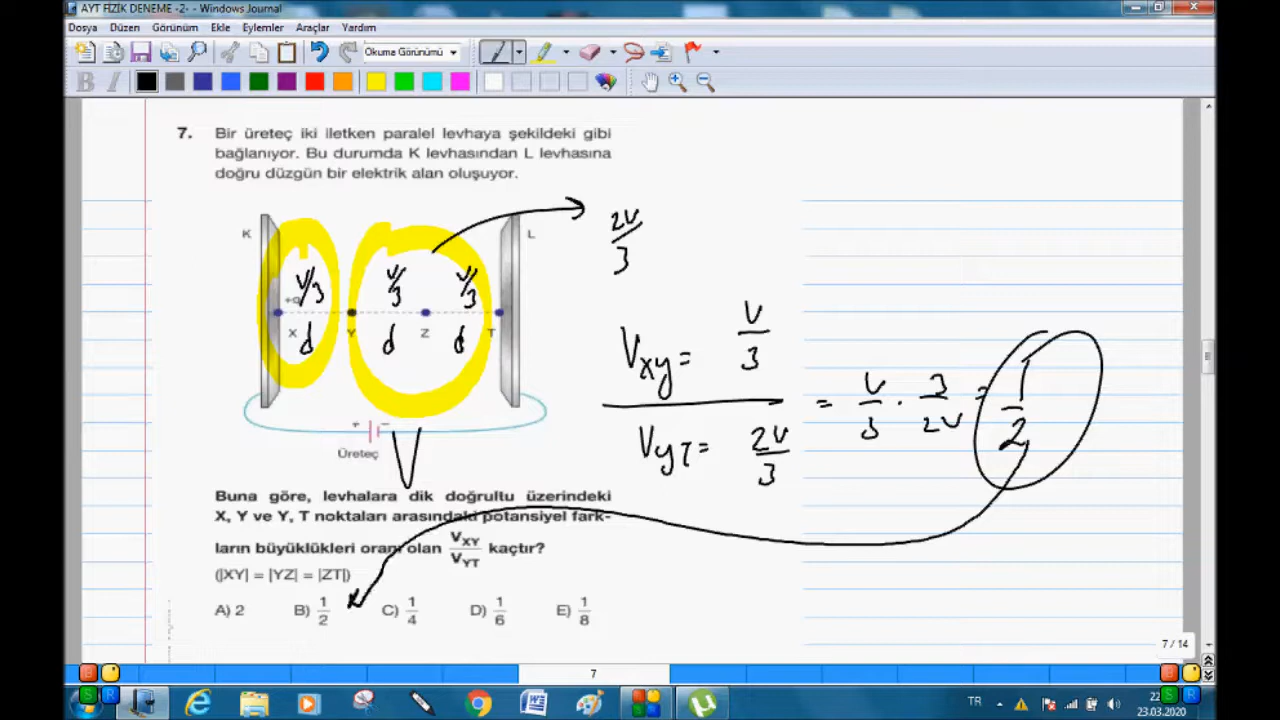 AYT FİZİK DENEME -2- - Windows Journal
Dosya Düzen Görünüm Ekle Eylemler Araçlar Yardım
Okuma Görünümü
B I
7. Bir üreteç iki iletken paralel levhaya şekildeki gibi
bağlanıyor. Bu durumda K levhasından L levhasına
doğru düzgün bir elektrik alan oluşuyor.
K L
2V/3
V/3 V/3 V/3
+q
X Y Z T
d d d
+ -
Üreteç
V
Vxy = V/3
VyT = 2V/3
= V/3 . 3/2V = 1/2
Buna göre, levhalara dik doğrultu üzerindeki
X, Y ve Y, T noktaları arasındaki potansiyel fark-
ların büyüklükleri oranı olan VXY/VYT kaçtır?
(|XY| = |YZ| = |ZT|)
A) 2 B) 1/2 C) 1/4 D) 1/6 E) 1/8
7 / 14
7
TR
22
23.03.2020